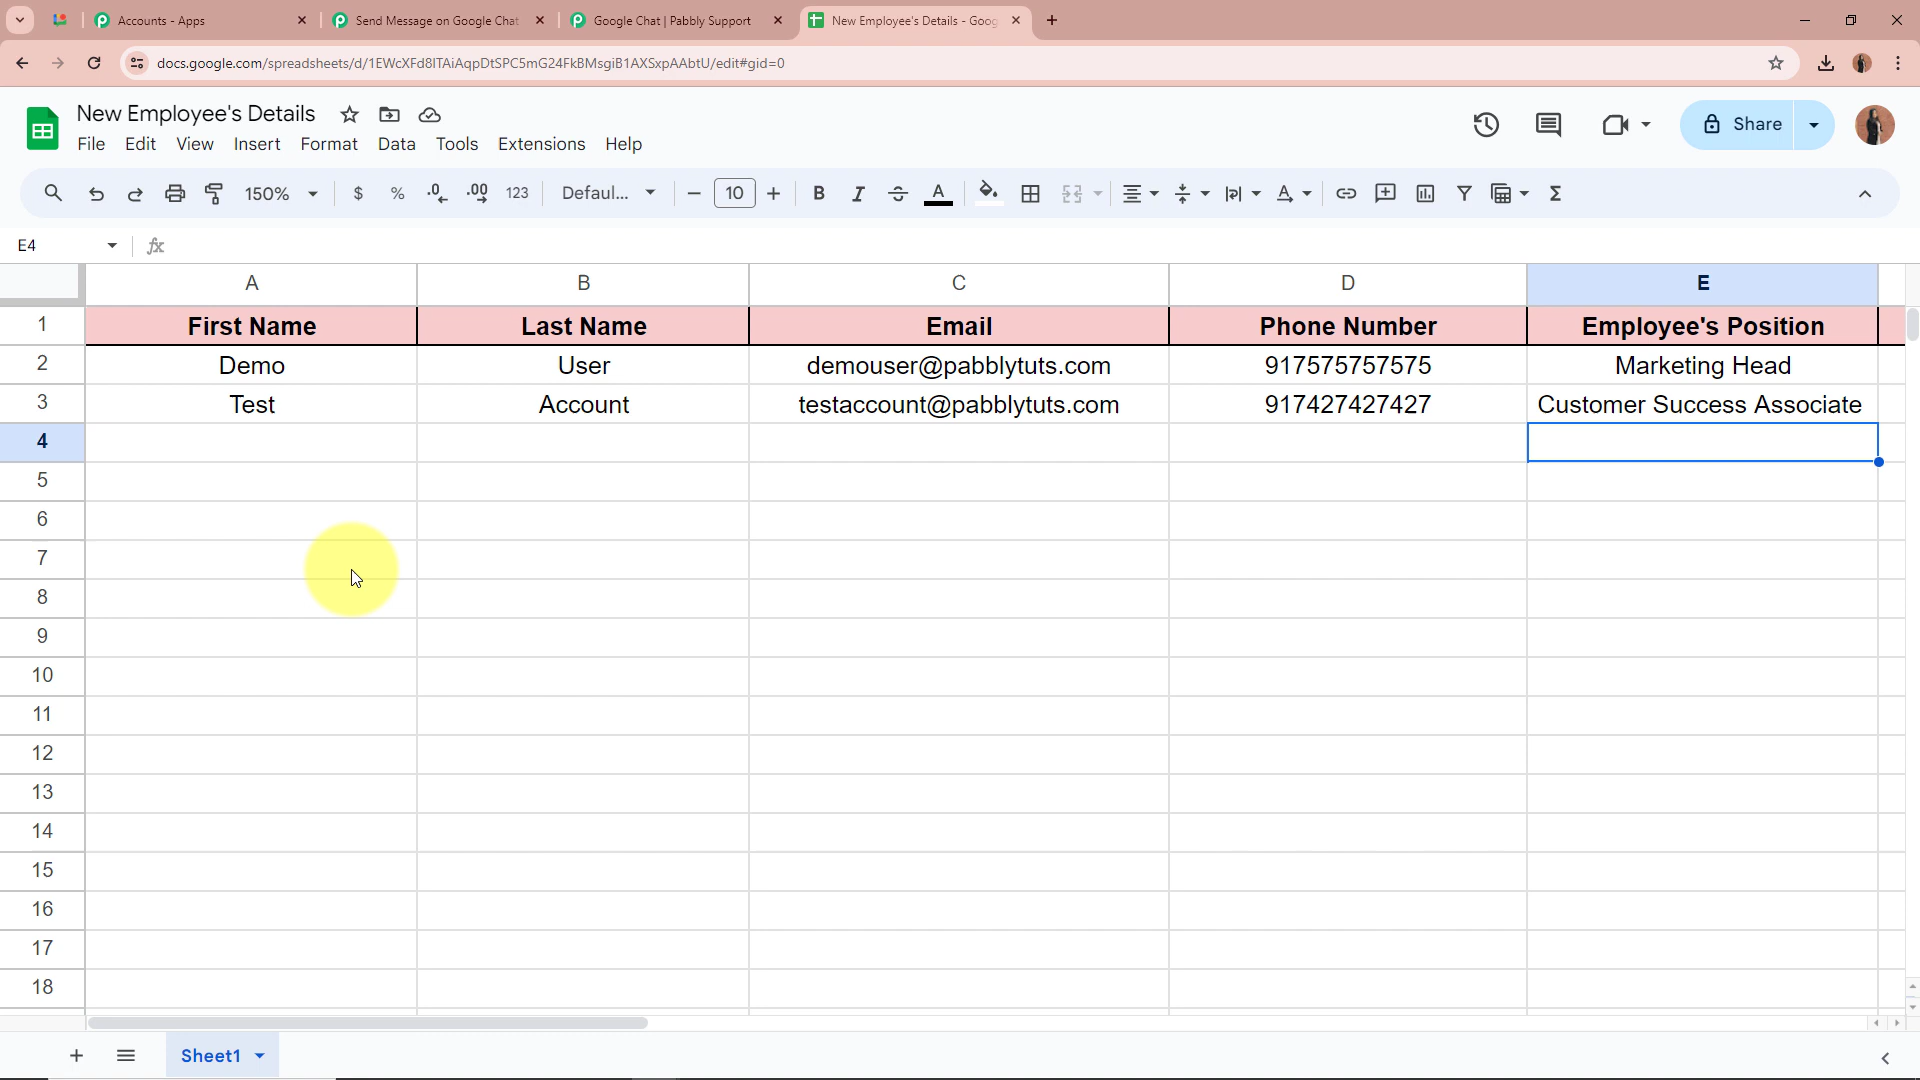 Accounts - Apps
Send Message on Google Chat
Google Chat | Pabbly Support
New Employee's Details - Goog
docs.google.com/spreadsheets/d/1EWcXFd8ITAiAqpDtSPC5mG24FkBMsgiB1AXSxpAAbtU/edit#gid=0
New Employee's Details
File Edit View Insert Format Data Tools Extensions Help
Share
150% $ % .0 .00 123 Defaul... 10 B I S A
E4
fx
A B C D E
1 First Name Last Name Email Phone Number Employee's Position
2 Demo User demouser@pabblytuts.com 917575757575 Marketing Head
3 Test Account testaccount@pabblytuts.com 917427427427 Customer Success Associate
4
5
6
7
8
9
10
11
12
13
14
15
16
17
18
Sheet1